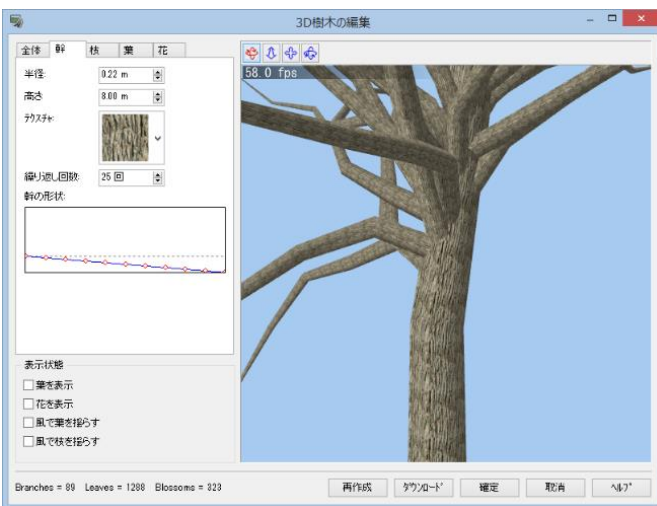 3D樹木の編集
全体 幹 枝 葉 花
58.0 fps
半径: 0.22 m
高さ 8.00 m
テクスチャ:
繰り返し回数: 25 回
幹の形状:
表示状態
葉を表示
花を表示
風で葉を揺らす
風で枝を揺らす
Branches = 89 Leaves = 1288 Blossoms = 323
再作成 ダウンロード 確定 取消 ヘルプ